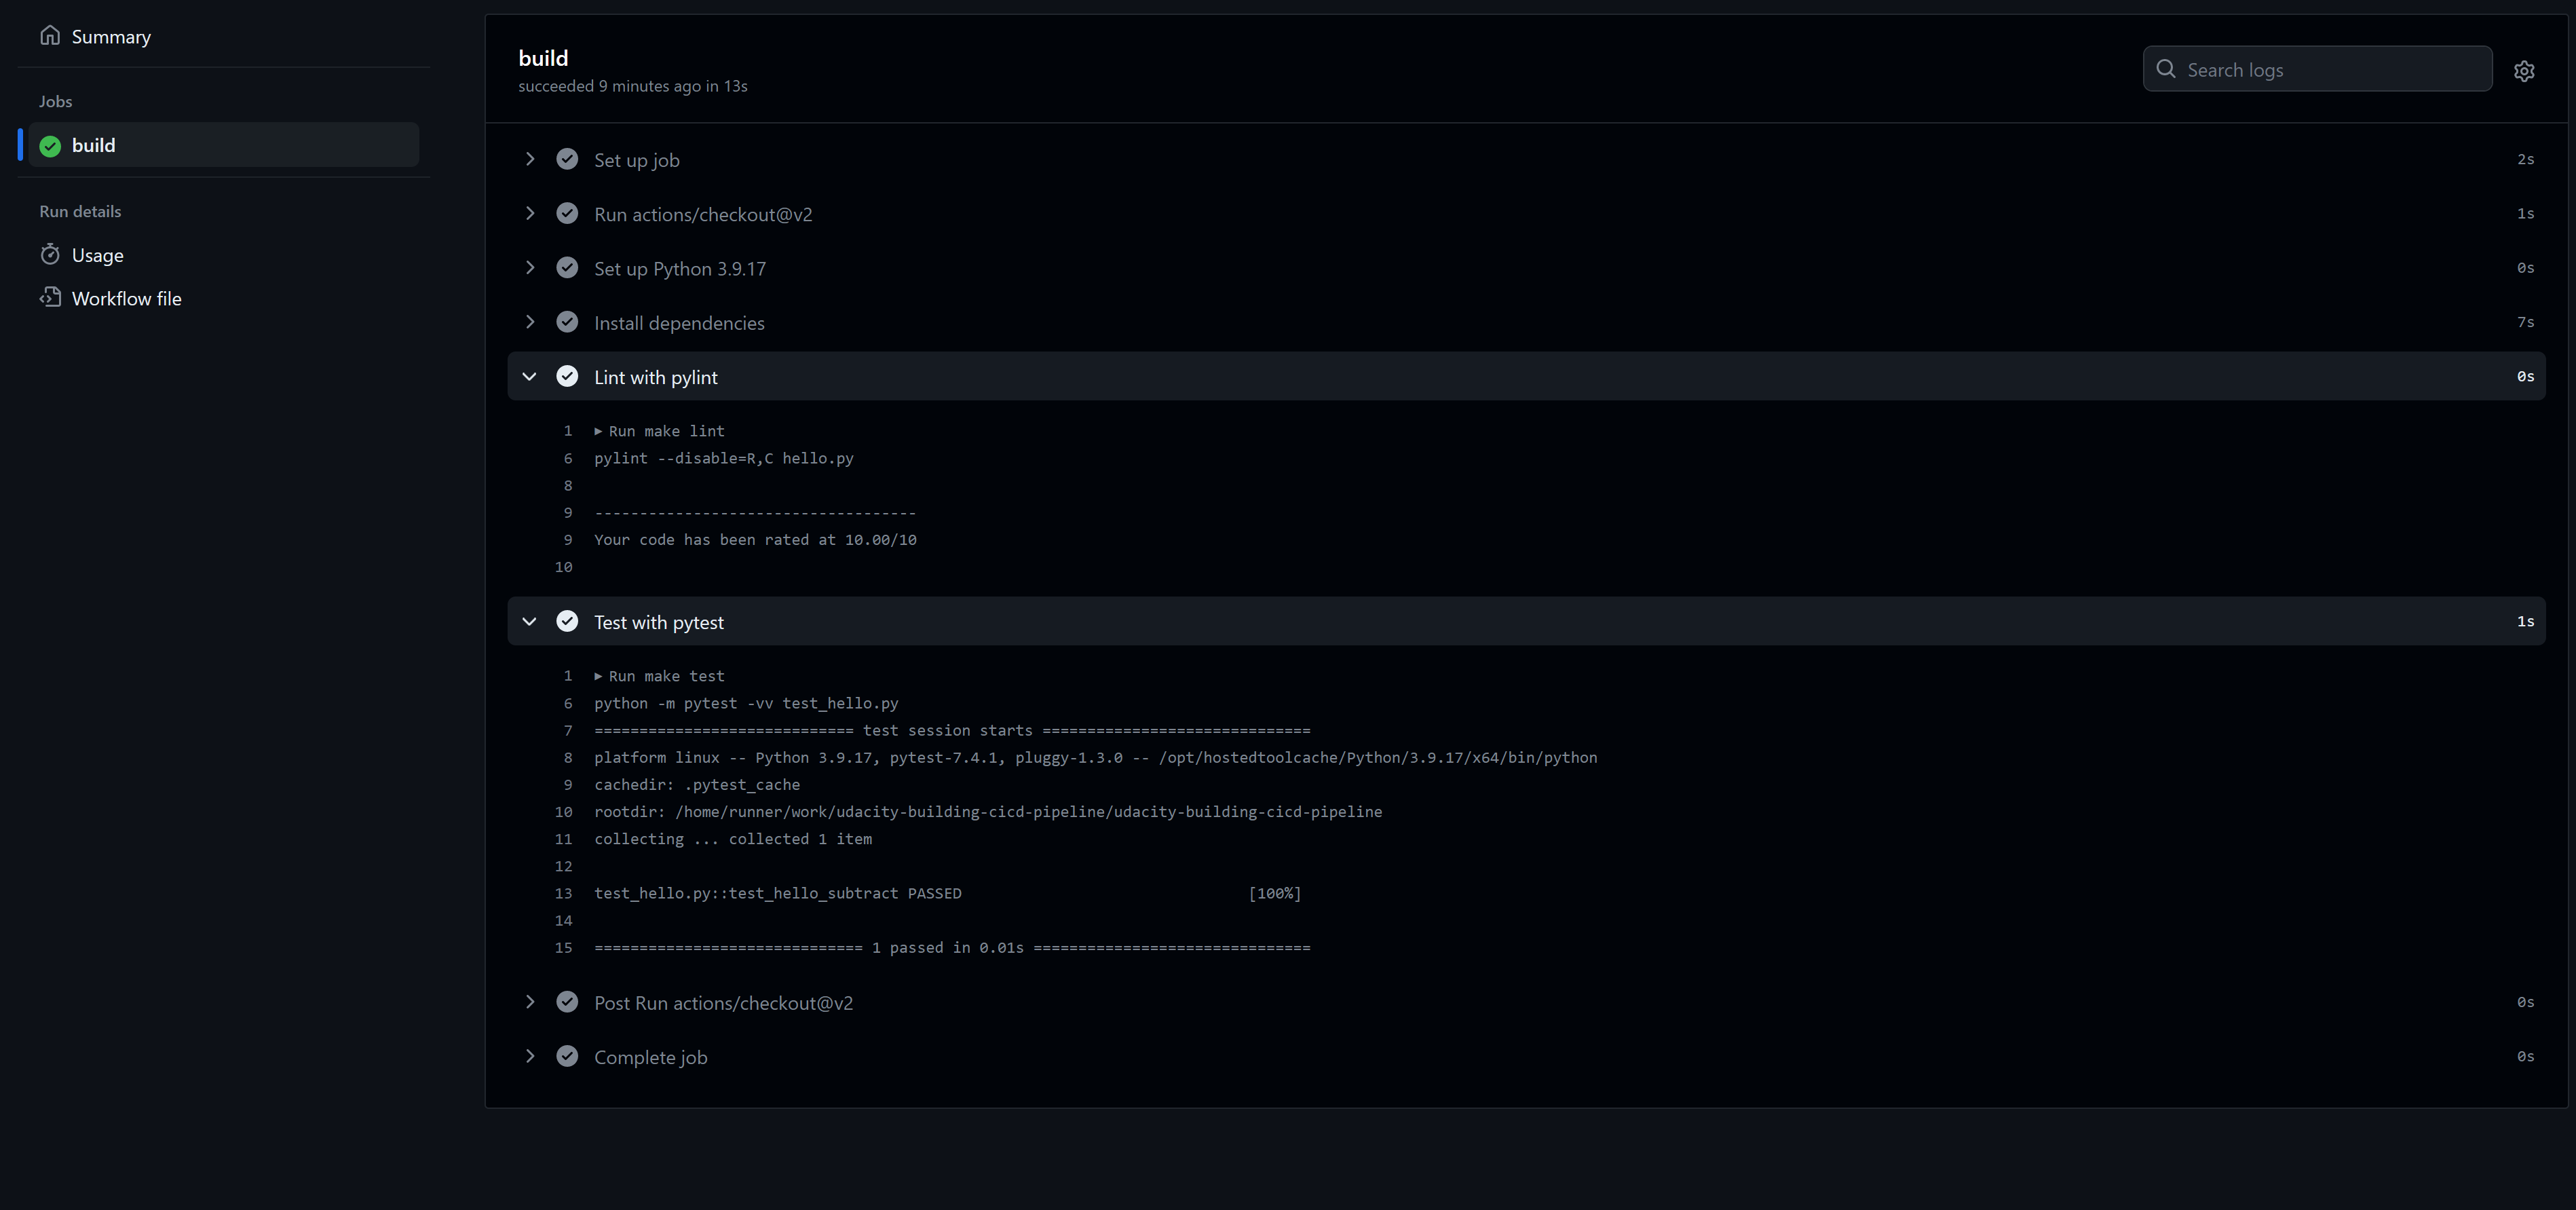 Summary
Jobs
build
Run details
Usage
Workflow file
build
succeeded 9 minutes ago in 13s
Search logs
Set up job 2s
Run actions/checkout@v2 1s
Set up Python 3.9.17 0s
Install dependencies 7s
Lint with pylint 0s
1 ▶ Run make lint
6 pylint --disable=R,C hello.py
8
9 ------------------------------------
9 Your code has been rated at 10.00/10
10
Test with pytest 1s
1 ▶ Run make test
6 python -m pytest -vv test_hello.py
7 ============================= test session starts ==============================
8 platform linux -- Python 3.9.17, pytest-7.4.1, pluggy-1.3.0 -- /opt/hostedtoolcache/Python/3.9.17/x64/bin/python
9 cachedir: .pytest_cache
10 rootdir: /home/runner/work/udacity-building-cicd-pipeline/udacity-building-cicd-pipeline
11 collecting ... collected 1 item
12
13 test_hello.py::test_hello_subtract PASSED                                [100%]
14
15 ============================== 1 passed in 0.01s ===============================
Post Run actions/checkout@v2 0s
Complete job 0s